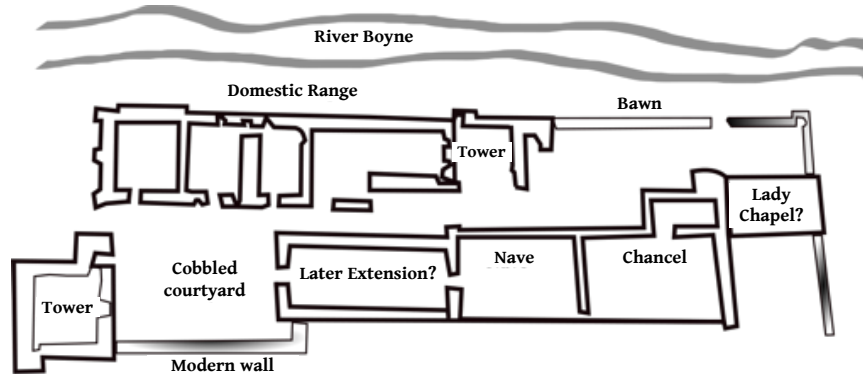 River Boyne
Domestic Range
Bawn
Tower
Lady
Chapel?
Cobbled
courtyard
Later Extension?
Nave
Chancel
Tower
Modern wall